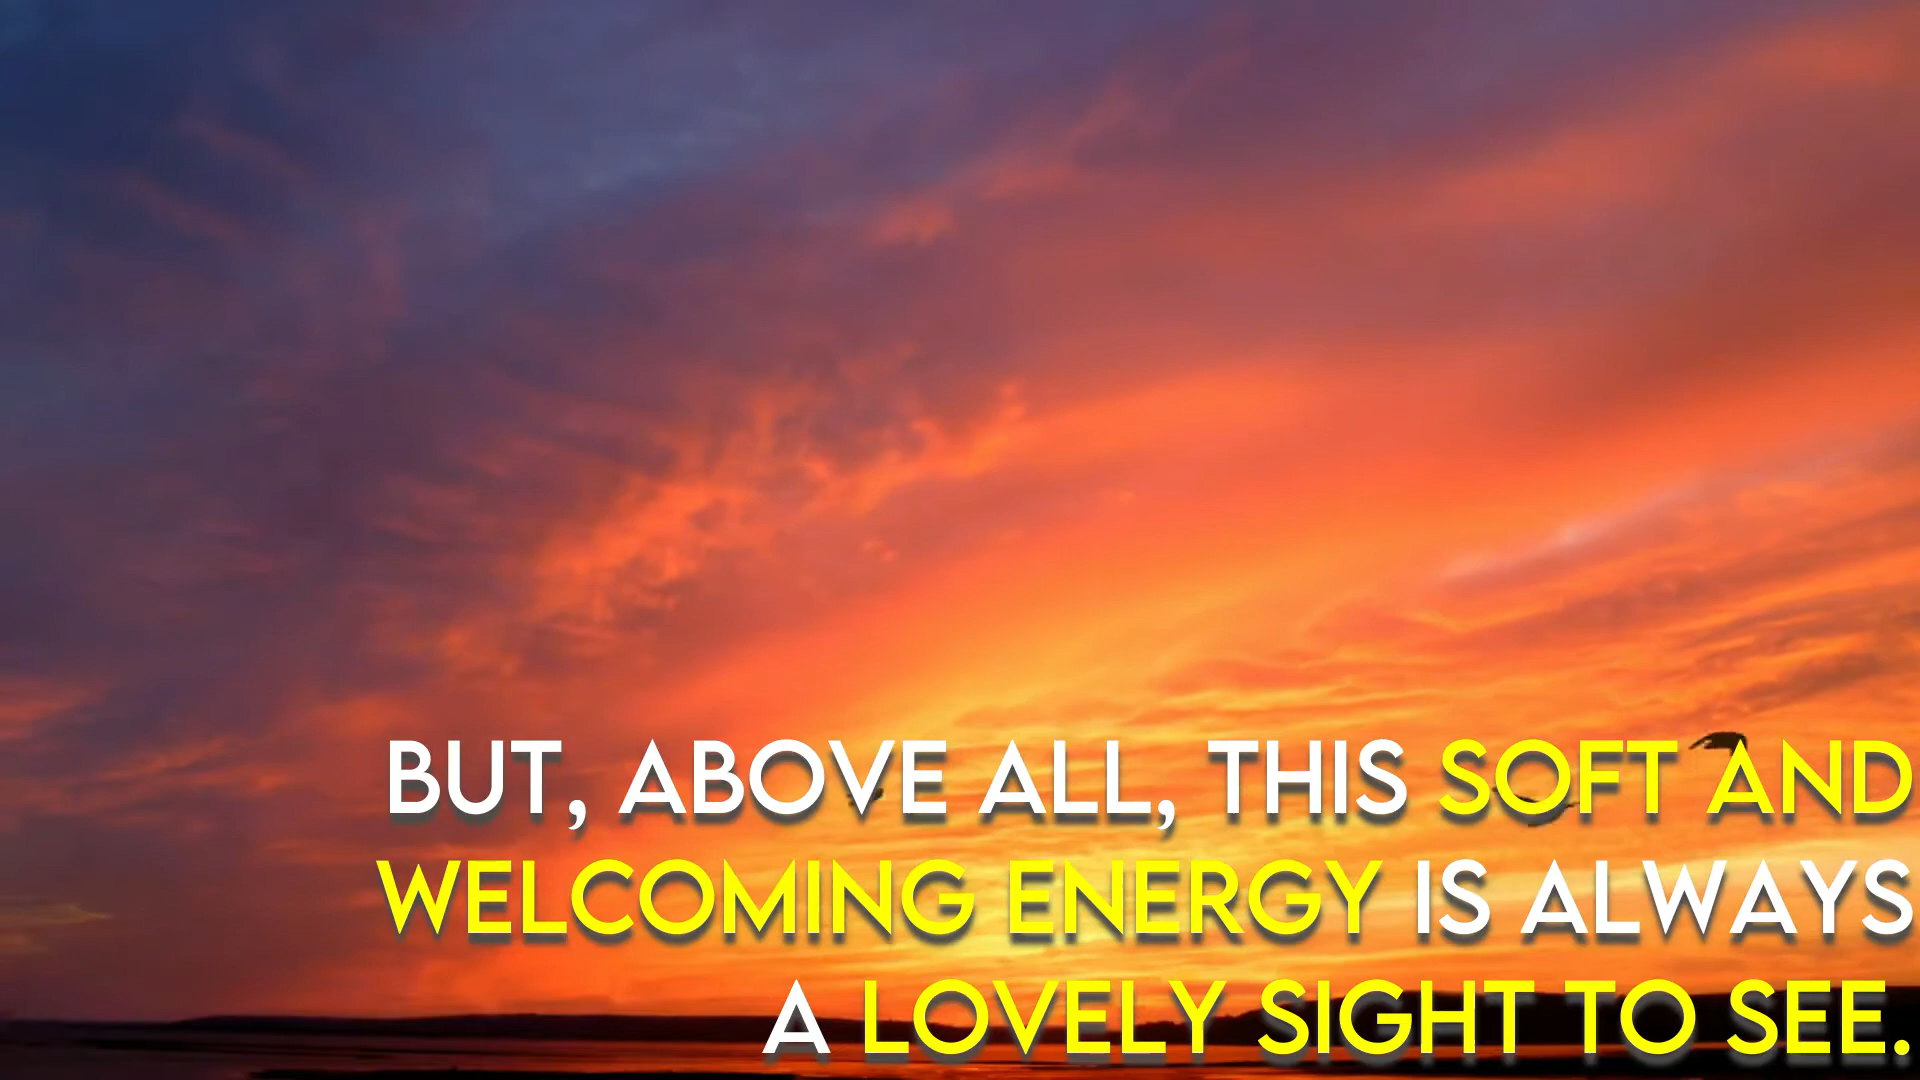 BUT, ABOVE ALL, THIS SOFT AND
WELCOMING ENERGY IS ALWAYS
A LOVELY SIGHT TO SEE.